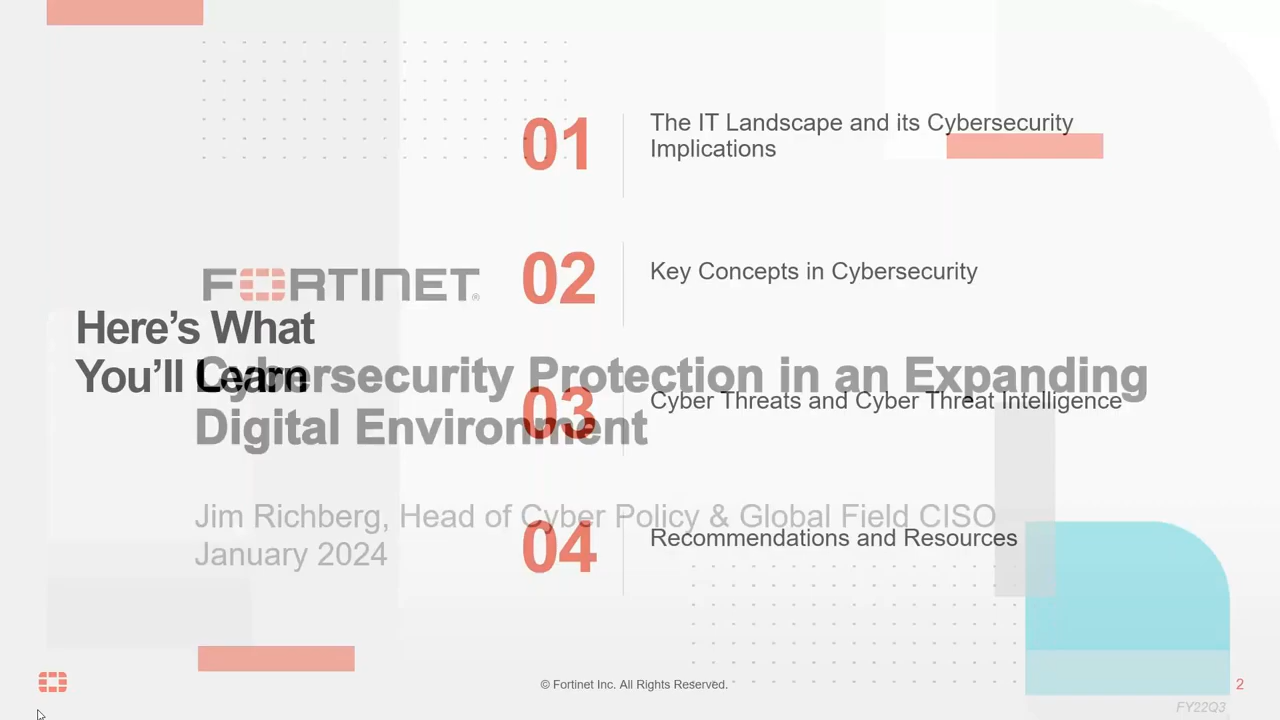 01
The IT Landscape and its Cybersecurity
Implications
02
Key Concepts in Cybersecurity
FORTINET®
Here's What
You'll Learn
Cybersecurity Protection in an Expanding
Digital Environment
03
Cyber Threats and Cyber Threat Intelligence
Jim Richberg, Head of Cyber Policy & Global Field CISO
January 2024
04
Recommendations and Resources
© Fortinet Inc. All Rights Reserved.
2
FY22Q3